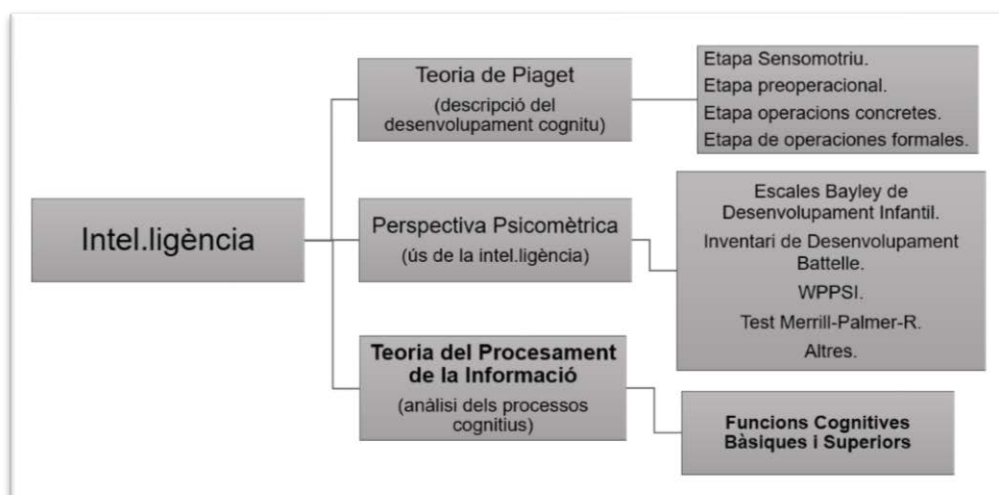 Intel.ligència
Teoria de Piaget
(descripció del
desenvolupament cognitu)
Etapa Sensomotriu.
Etapa preoperacional.
Etapa operacions concretes.
Etapa de operaciones formales.
Perspectiva Psicomètrica
(ús de la intel.ligència)
Escales Bayley de
Desenvolupament Infantil.
Inventari de Desenvolupament
Battelle.
WPPSI.
Test Merrill-Palmer-R.
Altres.
Teoria del Procesament
de la Informació
(anàlisi dels processos
cognitius)
Funcions Cognitives
Bàsiques i Superiors